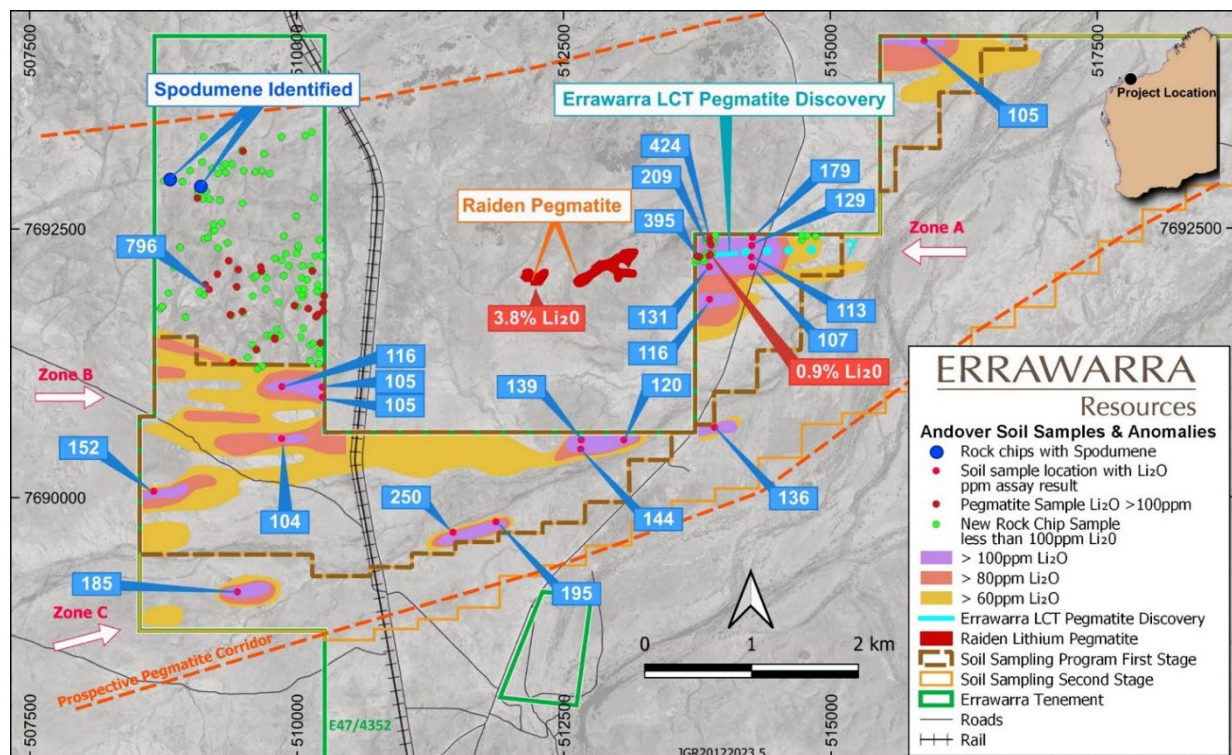 507500
510000
512500
515000
517500
Spodumene Identified
Errawarra LCT Pegmatite Discovery
Project Location
105
424
179
209
129
Raiden Pegmatite
395
7692500
7692500
796
Zone A
?
3.8% Li₂0
131
113
116
107
116
0.9% Li₂0
Zone B
105
139
120
105
152
7690000
7690000
104
250
144
136
185
195
Zone C
0 1 2 km
Prospective Pegmatite Corridor
E47/4352
507500
510000
512500
515000
JGR20122023.5
ERRAWARRA
Resources
Andover Soil Samples & Anomalies
Rock chips with Spodumene
Soil sample location with Li₂O
ppm assay result
Pegmatite Sample Li₂O >100ppm
New Rock Chip Sample
less than 100ppm Li₂0
> 100ppm Li₂O
> 80ppm Li₂O
> 60ppm Li₂O
Errawarra LCT Pegmatite Discovery
Raiden Lithium Pegmatite
Soil Sampling Program First Stage
Soil Sampling Second Stage
Errawarra Tenement
Roads
Rail